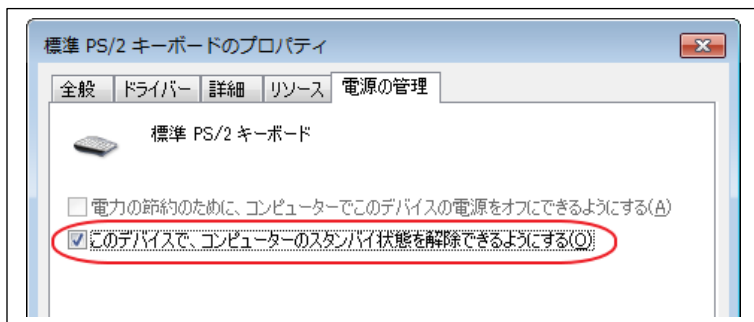 標準 PS/2 キーボードのプロパティ
全般 ドライバー 詳細 リソース 電源の管理
標準 PS/2 キーボード
電力の節約のために、コンピューターでこのデバイスの電源をオフにできるようにする(A)
このデバイスで、コンピューターのスタンバイ状態を解除できるようにする(O)